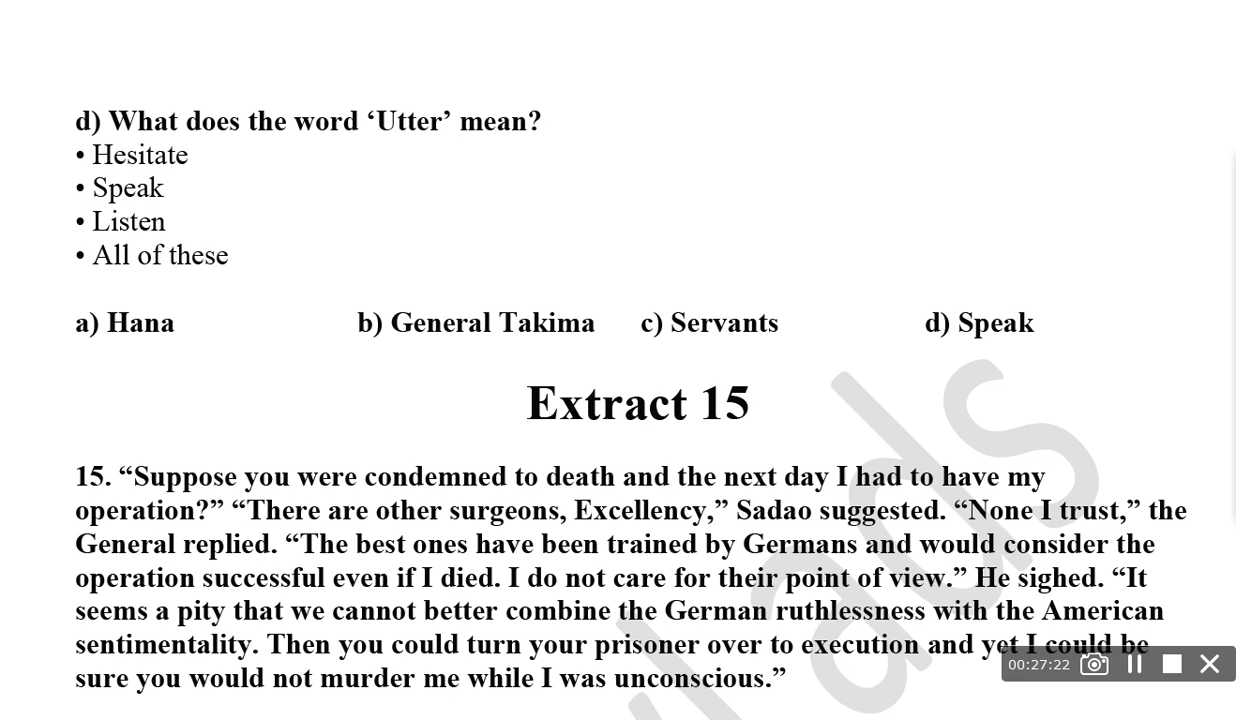 d) What does the word ‘Utter’ mean?
• Hesitate
• Speak
• Listen
• All of these
a) Hana b) General Takima c) Servants d) Speak
Extract 15
15. “Suppose you were condemned to death and the next day I had to have my
operation?” “There are other surgeons, Excellency,” Sadao suggested. “None I trust,” the
General replied. “The best ones have been trained by Germans and would consider the
operation successful even if I died. I do not care for their point of view.” He sighed. “It
seems a pity that we cannot better combine the German ruthlessness with the American
sentimentality. Then you could turn your prisoner over to execution and yet I could be
sure you would not murder me while I was unconscious.”
00:27:22